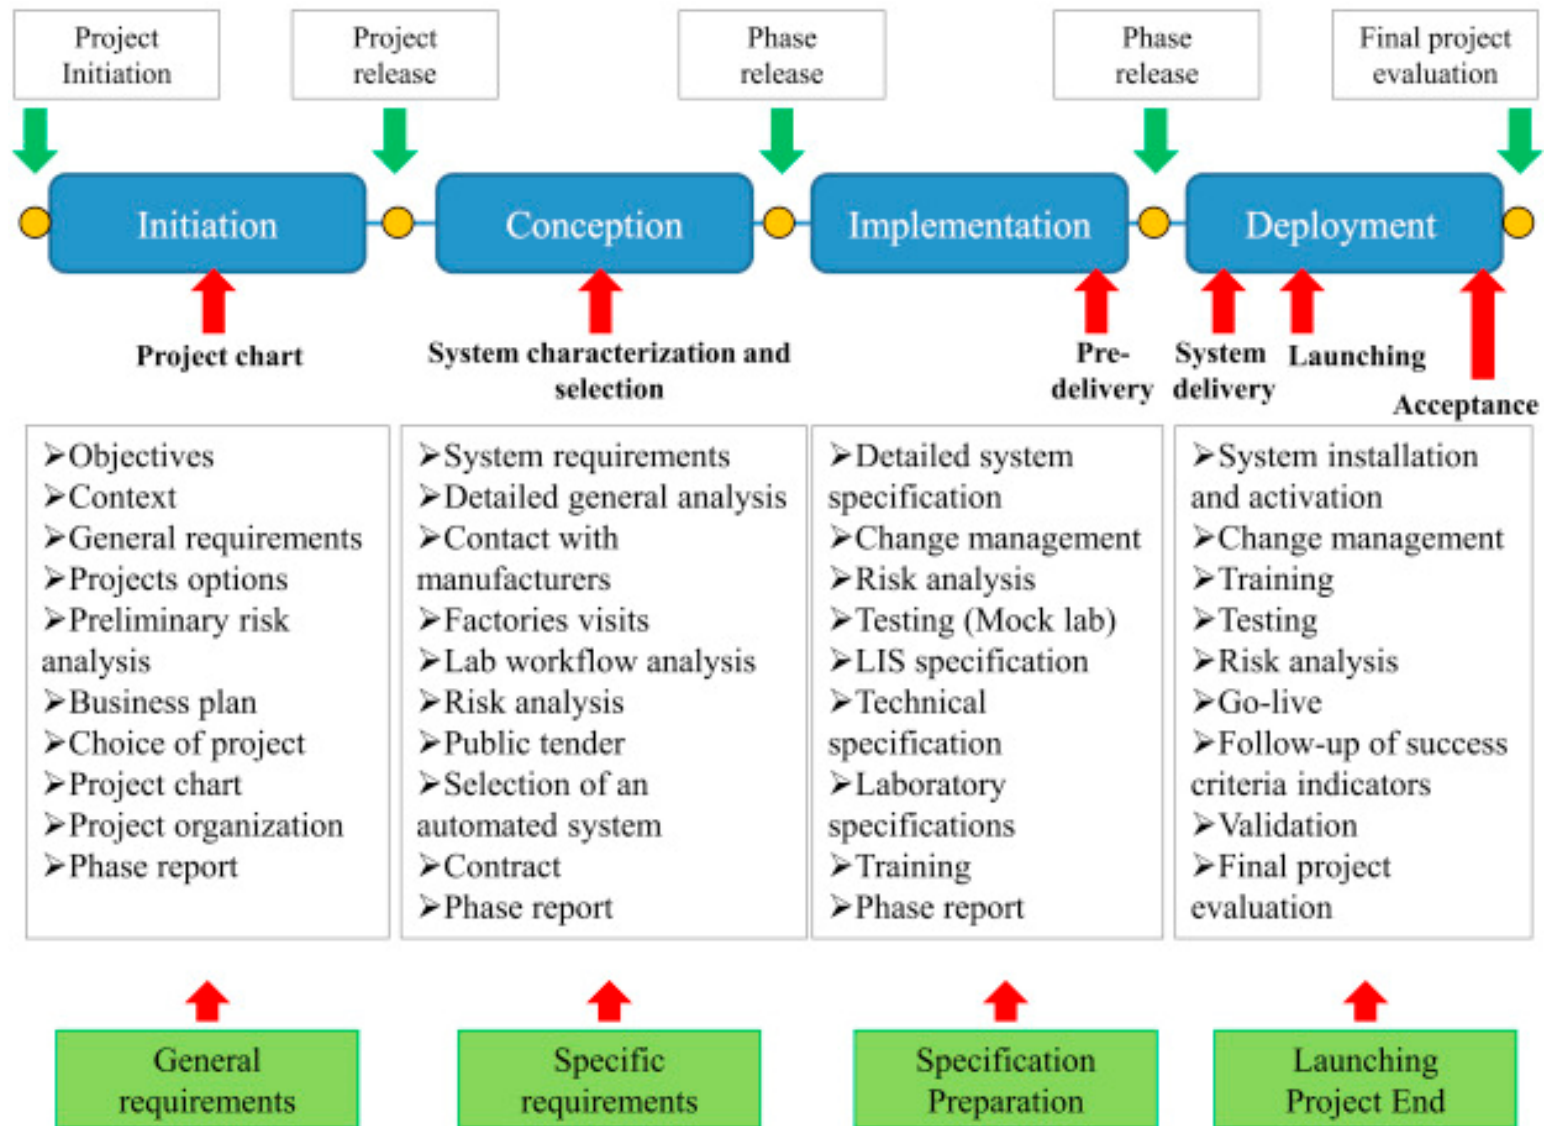 Project
Initiation
Project
release
Phase
release
Phase
release
Final project
evaluation
Initiation
Conception
Implementation
Deployment
Project chart
System characterization and
selection
Pre-
delivery
System
delivery
Launching
Acceptance
➢Objectives
➢Context
➢General requirements
➢Projects options
➢Preliminary risk
analysis
➢Business plan
➢Choice of project
➢Project chart
➢Project organization
➢Phase report
➢System requirements
➢Detailed general analysis
➢Contact with
manufacturers
➢Factories visits
➢Lab workflow analysis
➢Risk analysis
➢Public tender
➢Selection of an
automated system
➢Contract
➢Phase report
➢Detailed system
specification
➢Change management
➢Risk analysis
➢Testing (Mock lab)
➢LIS specification
➢Technical
specification
➢Laboratory
specifications
➢Training
➢Phase report
➢System installation
and activation
➢Change management
➢Training
➢Testing
➢Risk analysis
➢Go-live
➢Follow-up of success
criteria indicators
➢Validation
➢Final project
evaluation
General
requirements
Specific
requirements
Specification
Preparation
Launching
Project End